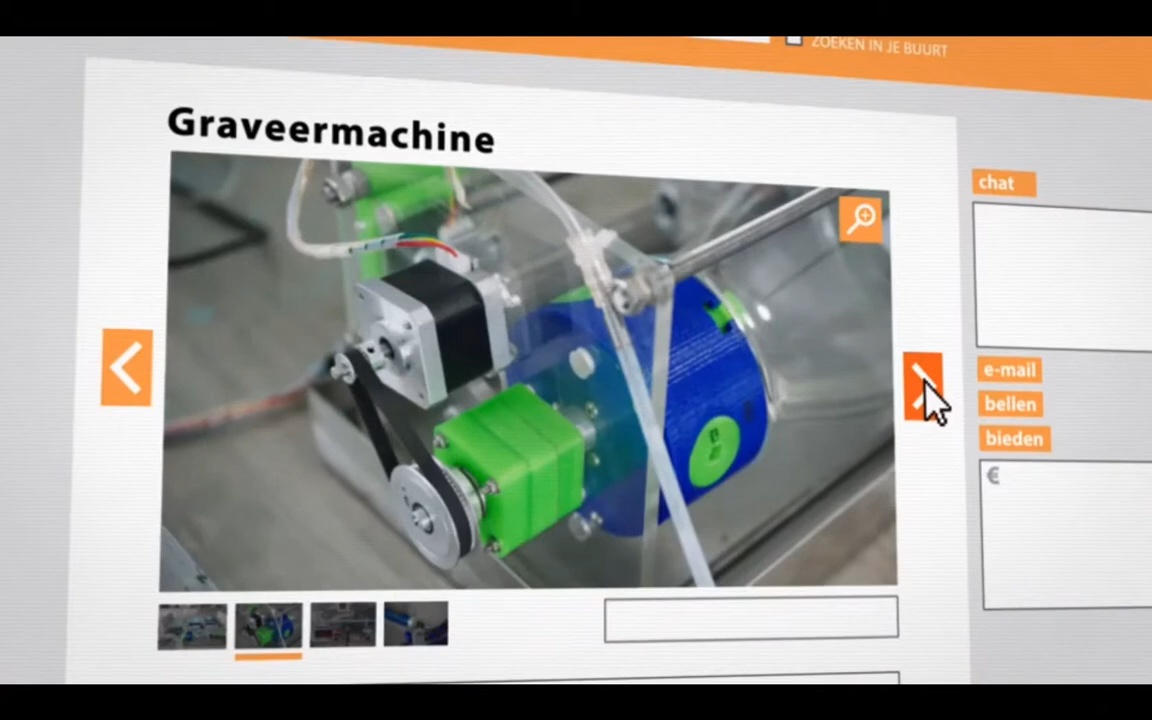 ZOEKEN IN JE BUURT
Graveermachine
chat
e-mail
bellen
bieden
€